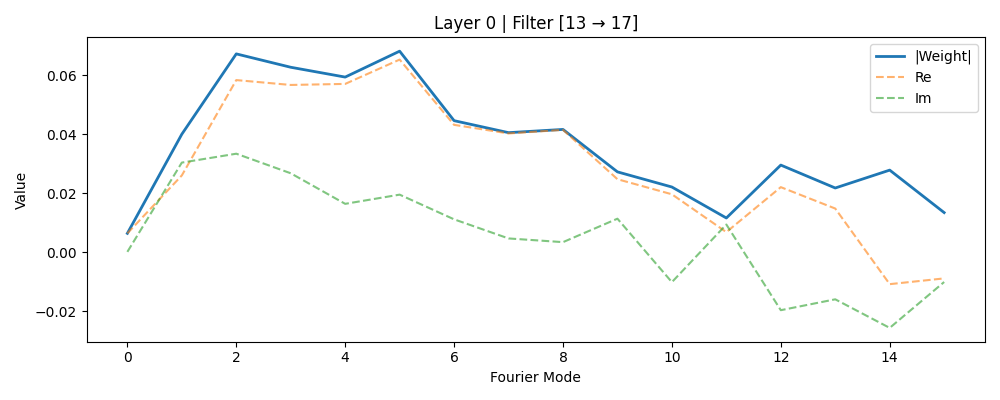 Layer 0 | Filter [13 → 17]
|Weight|
Re
Im
0.06
0.04
0.02
0.00
−0.02
Value
0 2 4 6 8 10 12 14
Fourier Mode